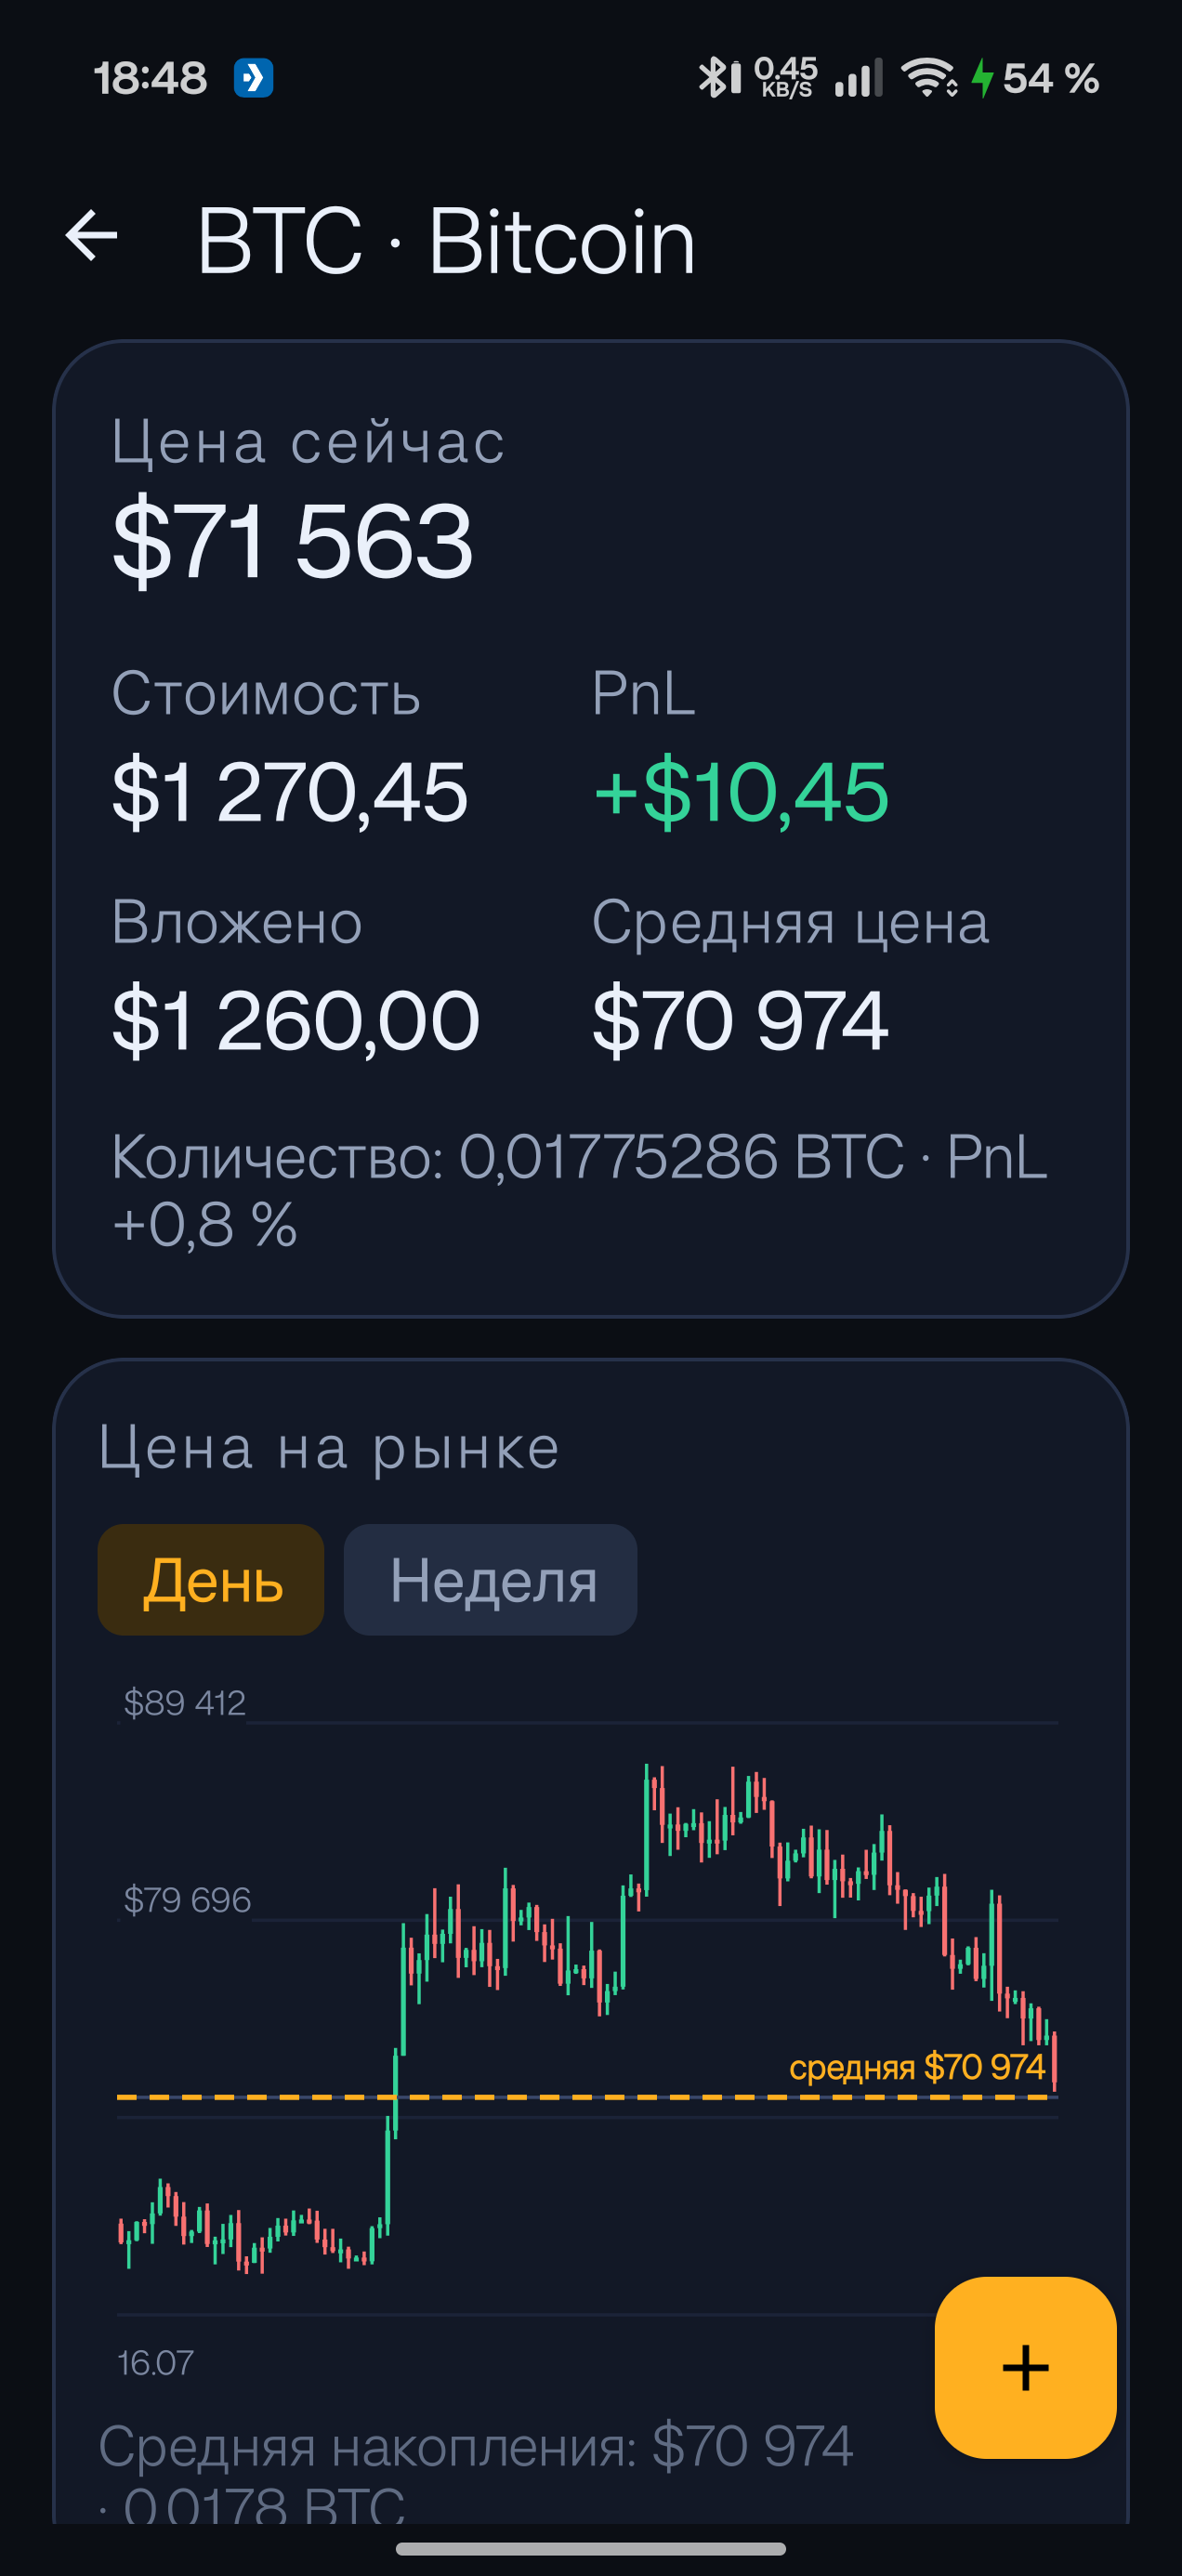 18:48
0.45
KB/S
54 %
BTC · Bitcoin
Цена сейчас
$71 563
Стоимость PnL
$1 270,45 +$10,45
Вложено Средняя цена
$1 260,00 $70 974
Количество: 0,01775286 BTC · PnL
+0,8 %
Цена на рынке
День Неделя
$89 412
$79 696
средняя $70 974
16.07
+
Средняя накопления: $70 974
· 0,0178 BTC